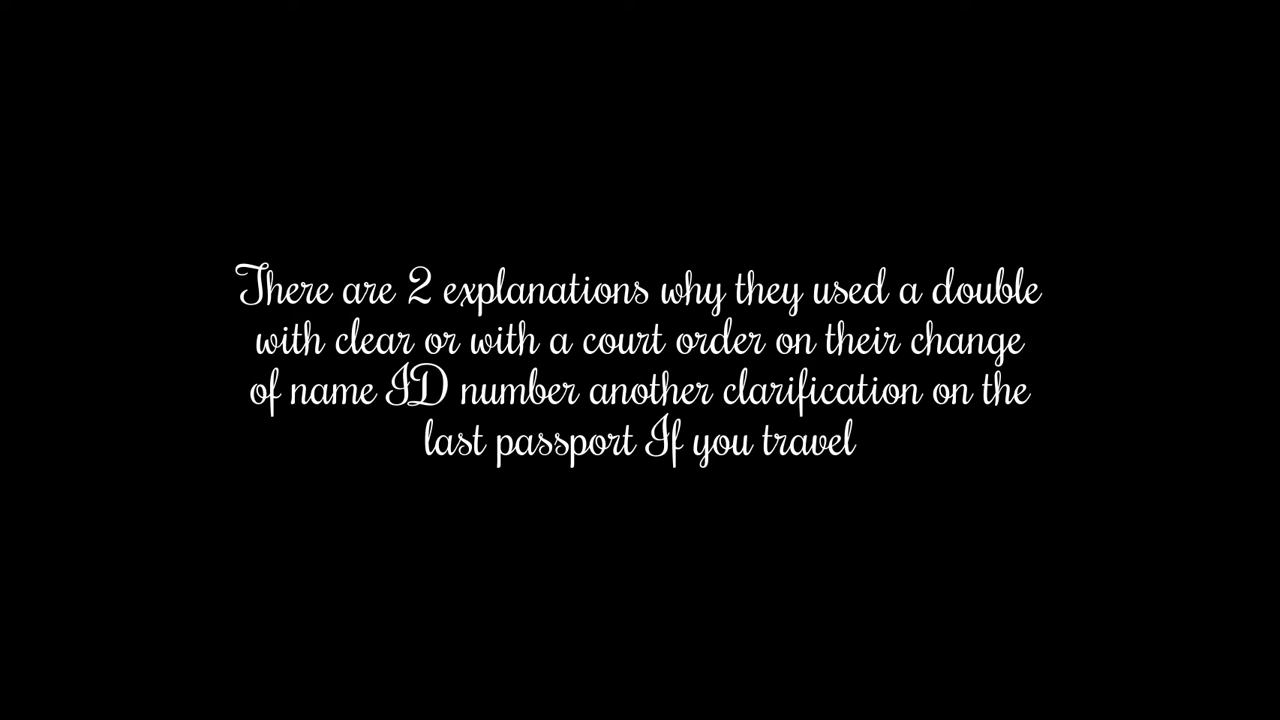 There are 2 explanations why they used a double
with clear or with a court order on their change
of name ID number another clarification on the
last passport If you travel